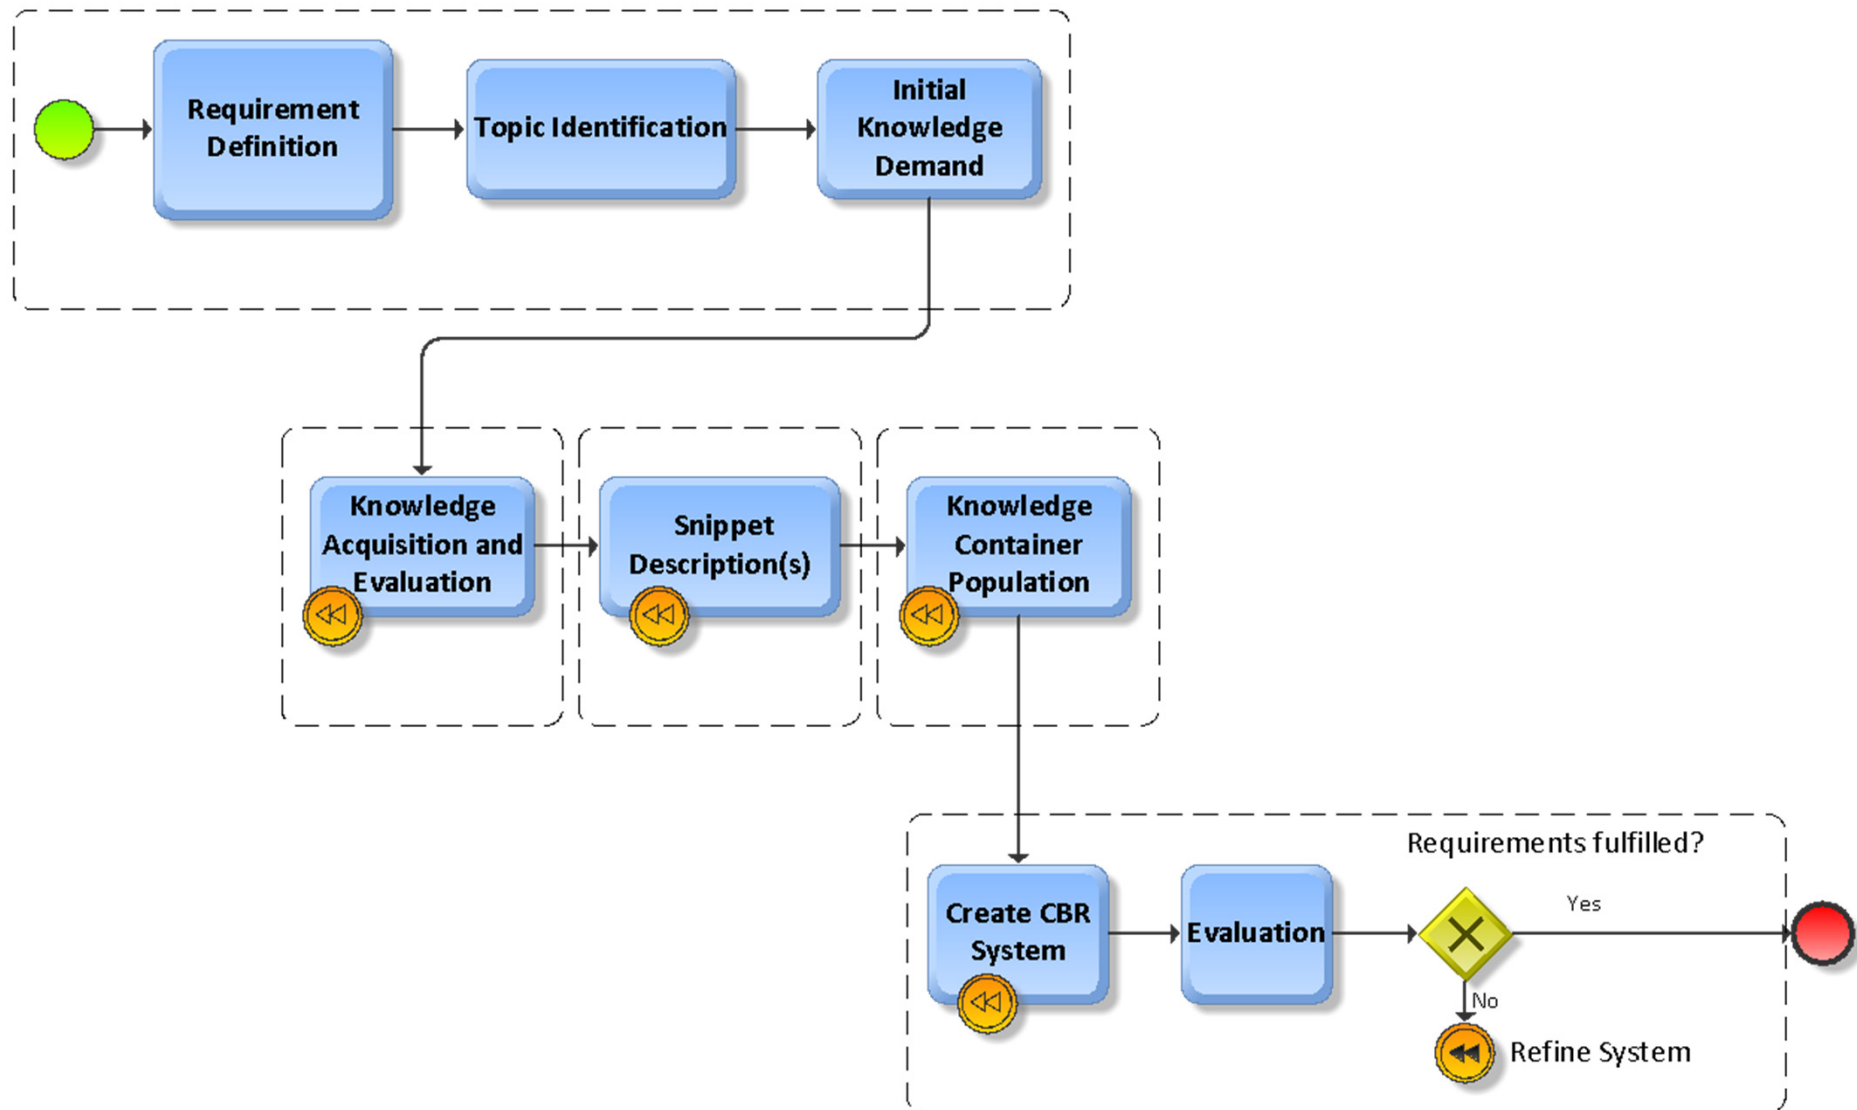 Requirement
Definition
Topic Identification
Initial
Knowledge
Demand
Knowledge
Acquisition and
Evaluation
Snippet
Description(s)
Knowledge
Container
Population
Requirements fulfilled?
Create CBR
System
Evaluation
Yes
No
Refine System